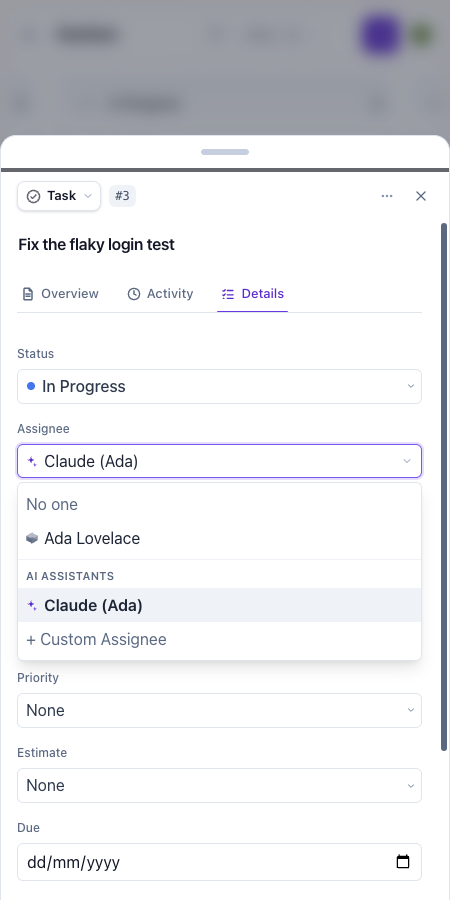 Task
#3
Fix the flaky login test
Overview
Activity
Details
Status
In Progress
Assignee
Claude (Ada)
No one
Ada Lovelace
AI ASSISTANTS
Claude (Ada)
+ Custom Assignee
Priority
None
Estimate
None
Due
dd/mm/yyyy